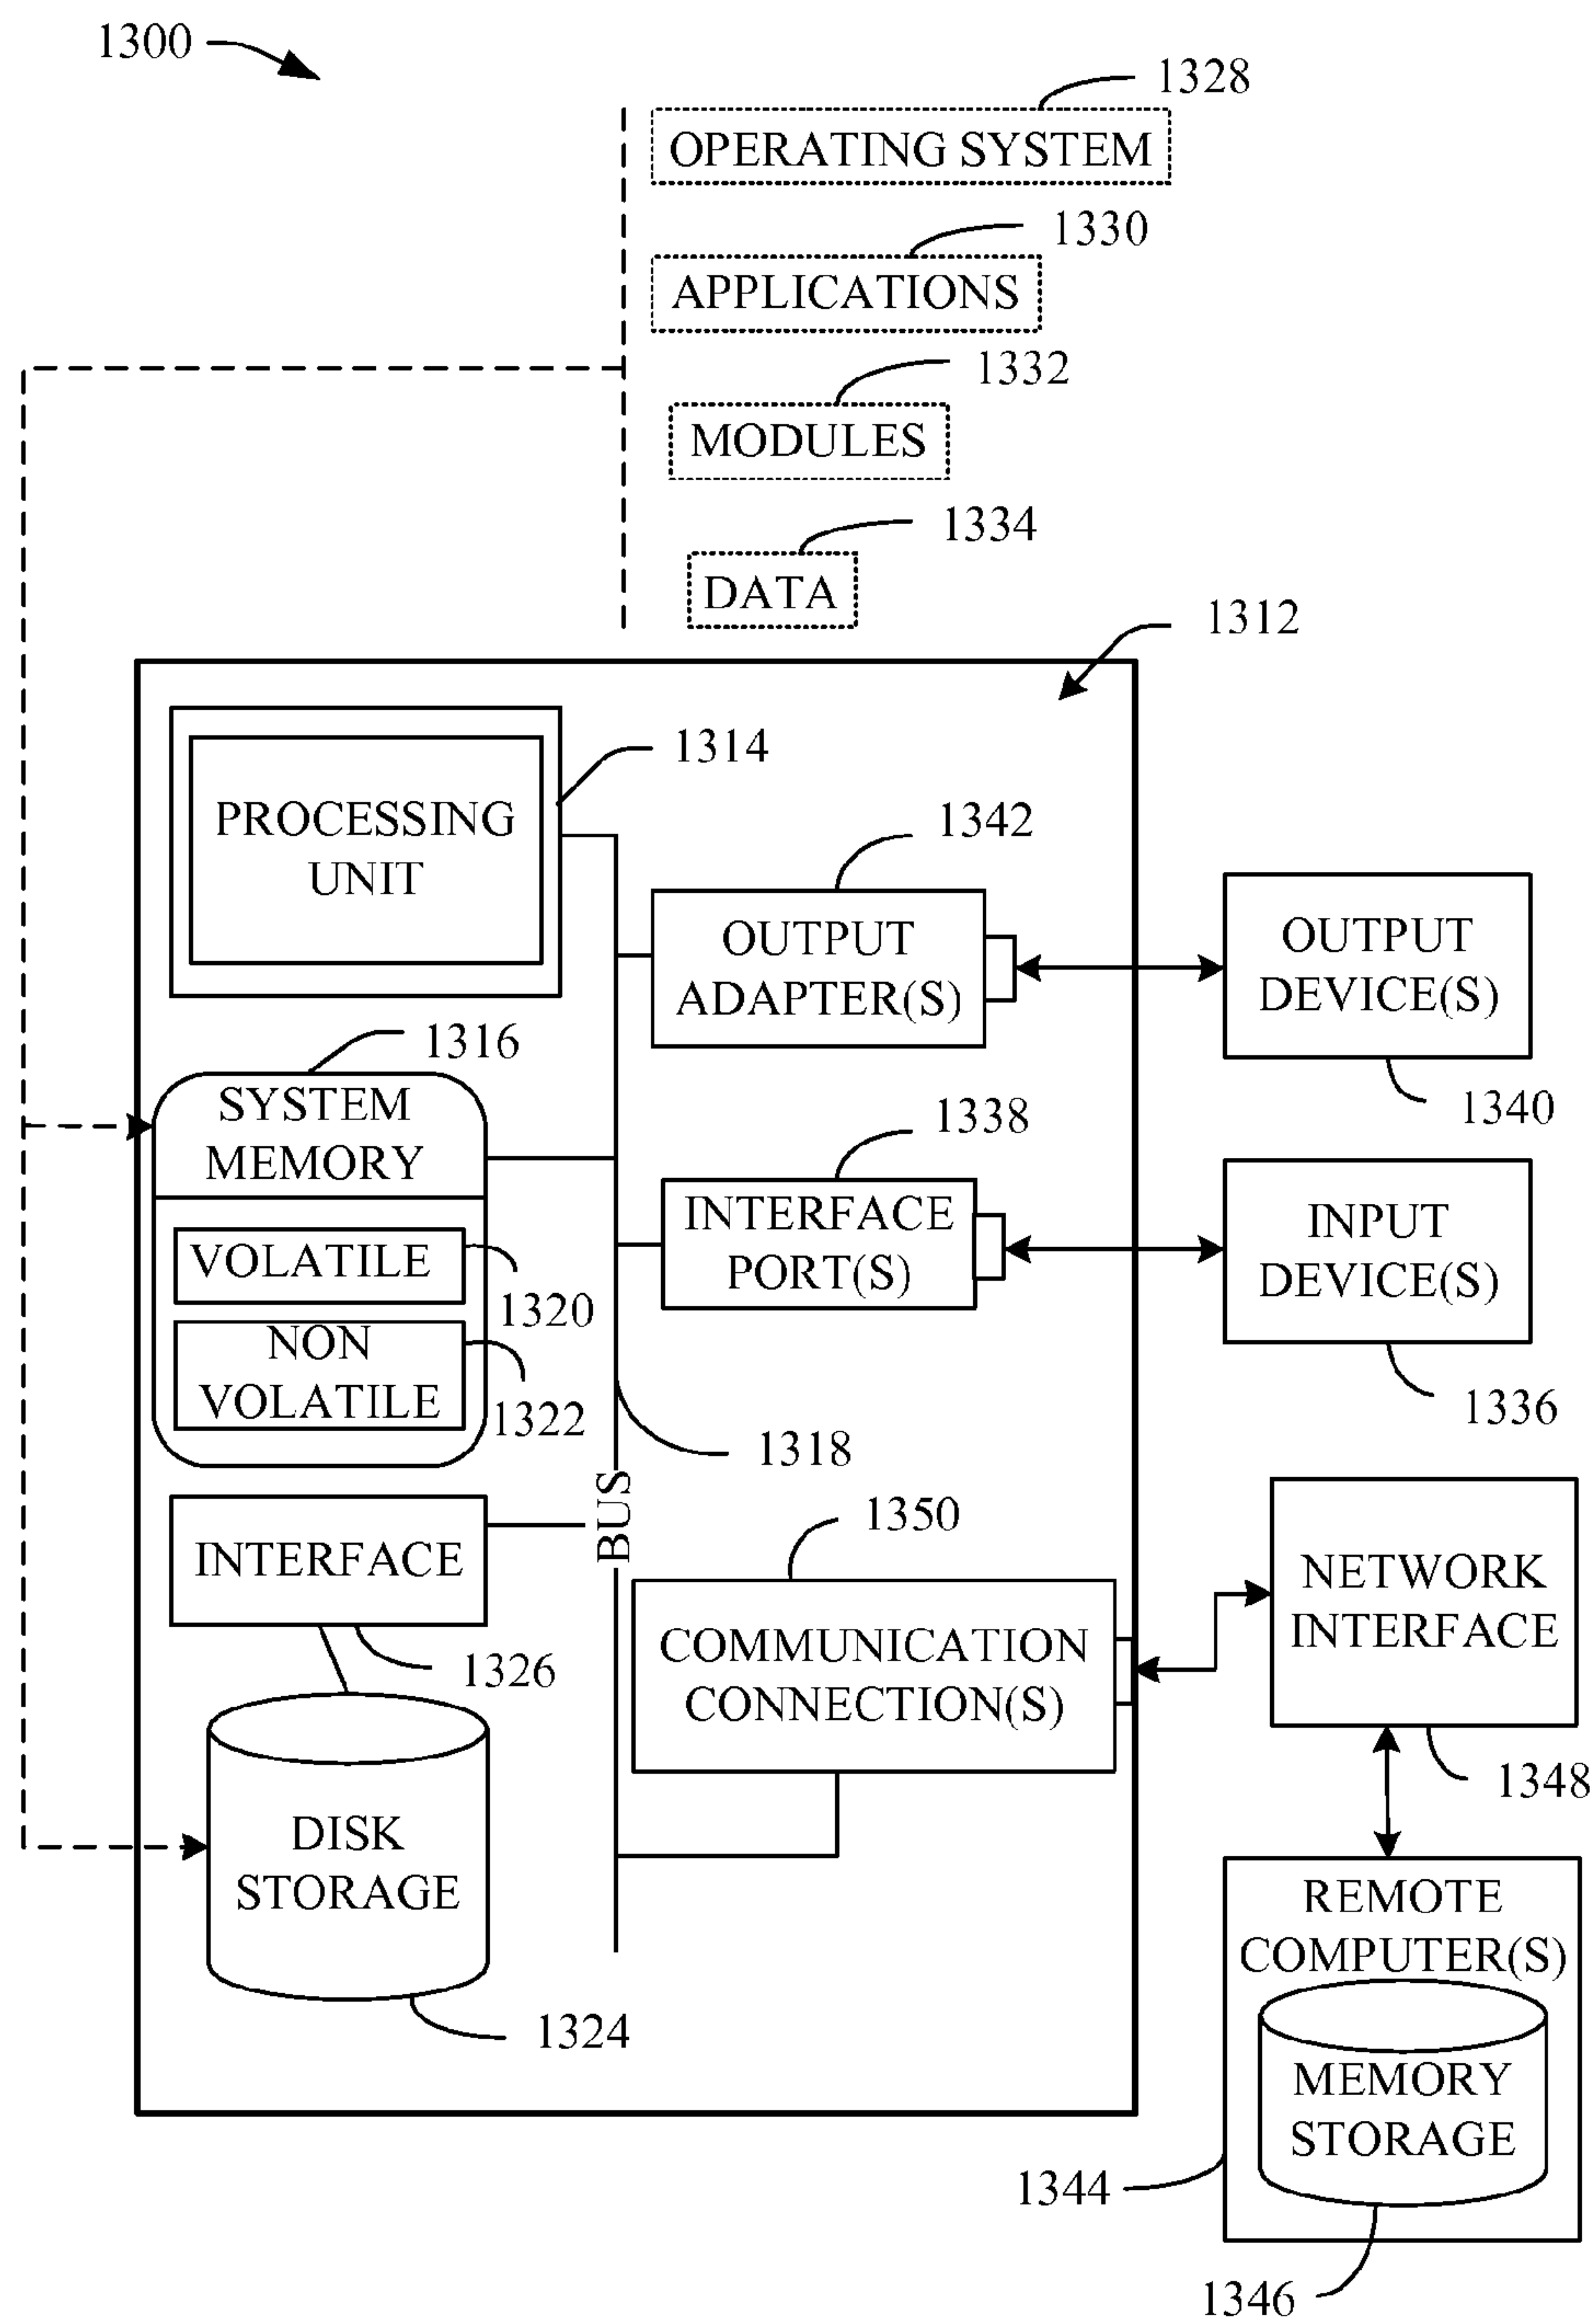 1300
1328
OPERATING SYSTEM
1330
APPLICATIONS
1332
MODULES
1334
DATA
1312
1314
PROCESSING
UNIT
1342
OUTPUT
ADAPTER(S)
OUTPUT
DEVICE(S)
1340
1316
SYSTEM
MEMORY
VOLATILE
1320
NON
VOLATILE
1322
1338
INTERFACE
PORT(S)
INPUT
DEVICE(S)
1336
1318
BUS
INTERFACE
1326
1350
COMMUNICATION
CONNECTION(S)
NETWORK
INTERFACE
1348
DISK
STORAGE
1324
REMOTE
COMPUTER(S)
MEMORY
STORAGE
1344
1346